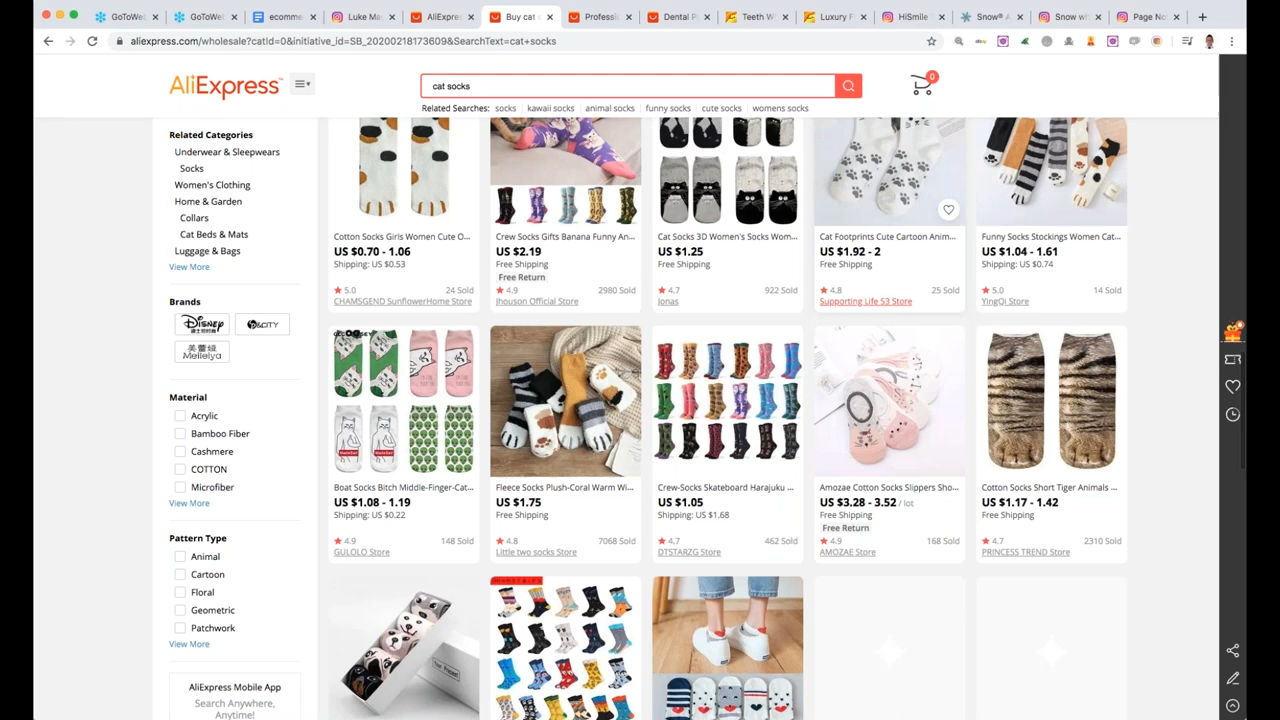 GoToWeb
GoToWeb
ecomme
Luke Ma
AliExpres
Buy cat s
Professio
Dental P
Teeth W
Luxury F
HiSmile
Snow® A
Snow w
Page No
aliexpress.com/wholesale?catId=0&initiative_id=SB_20200218173609&SearchText=cat+socks
AliExpress™
cat socks
0
Related Searches: socks kawaii socks animal socks funny socks cute socks womens socks
Related Categories
Underwear & Sleepwears
Socks
Women's Clothing
Home & Garden
Collars
Cat Beds & Mats
Luggage & Bags
View More
Brands
Disney
迪士尼时尚
美蕾娅
Meileiya
Material
Acrylic
Bamboo Fiber
Cashmere
COTTON
Microfiber
View More
Pattern Type
Animal
Cartoon
Floral
Geometric
Patchwork
View More
AliExpress Mobile App
Search Anywhere,
Anytime!
Cotton Socks Girls Women Cute O...
US $0.70 - 1.06
Shipping: US $0.53
5.0 24 Sold
CHAMSGEND SunflowerHome Store
Crew Socks Gifts Banana Funny An...
US $2.19
Free Shipping
Free Return
4.9 2980 Sold
Jhouson Official Store
Cat Socks 3D Women's Socks Wom...
US $1.25
Free Shipping
4.7 922 Sold
Jonas
Cat Footprints Cute Cartoon Anim...
US $1.92 - 2
Free Shipping
4.8 25 Sold
Supporting Life 53 Store
Funny Socks Stockings Women Cat...
US $1.04 - 1.61
Shipping: US $0.74
5.0 14 Sold
YingQi Store
Boat Socks Bitch Middle-Finger-Cat...
US $1.08 - 1.19
Shipping: US $0.22
4.9 148 Sold
GULOLO Store
Fleece Socks Plush-Coral Warm Wi...
US $1.75
Free Shipping
4.8 7068 Sold
Little two socks Store
Crew-Socks Skateboard Harajuku ...
US $1.05
Shipping: US $1.68
4.7 462 Sold
DTSTARZG Store
Amozae Cotton Socks Slippers Sho...
US $3.28 - 3.52 / lot
Free Shipping
Free Return
4.9 168 Sold
AMOZAE Store
Cotton Socks Short Tiger Animals ...
US $1.17 - 1.42
Free Shipping
4.7 2310 Sold
PRINCESS TREND Store